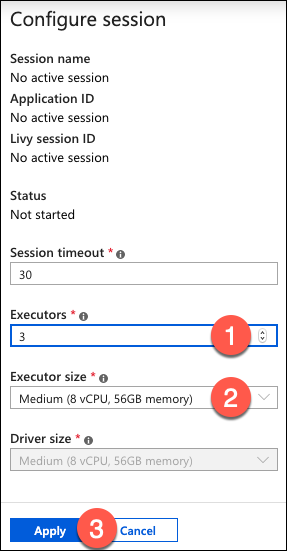 Configure session
Session name
No active session
Application ID
No active session
Livy session ID
No active session
Status
Not started
Session timeout *
30
Executors *
3
1
Executor size *
Medium (8 vCPU, 56GB memory)
2
Driver size *
Medium (8 vCPU, 56GB memory)
Apply
3
Cancel